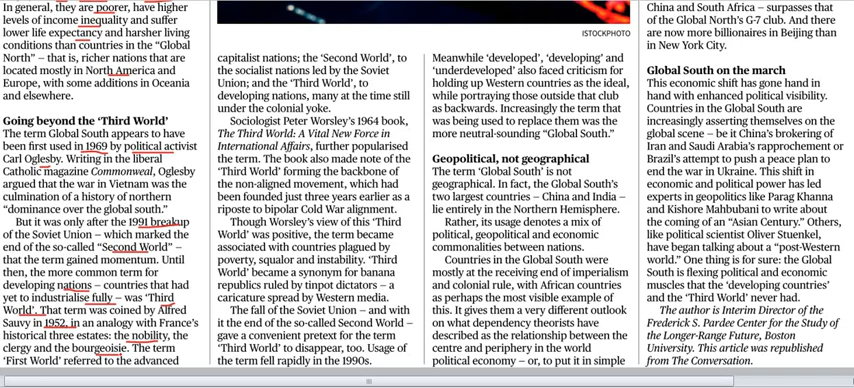 In general, they are poorer, have higher
levels of income inequality and suffer
lower life expectancy and harsher living
conditions than countries in the “Global
North” – that is, richer nations that are
located mostly in North America and
Europe, with some additions in Oceania
and elsewhere.
Going beyond the ‘Third World’
The term Global South appears to have
been first used in 1969 by political activist
Carl Oglesby. Writing in the liberal
Catholic magazine Commonweal, Oglesby
argued that the war in Vietnam was the
culmination of a history of northern
“dominance over the global south.”
But it was only after the 1991 breakup
of the Soviet Union – which marked the
end of the so-called “Second World” –
that the term gained momentum. Until
then, the more common term for
developing nations – countries that had
yet to industrialise fully – was ‘Third
World’. That term was coined by Alfred
Sauvy in 1952, in an analogy with France’s
historical three estates: the nobility, the
clergy and the bourgeoisie. The term
‘First World’ referred to the advanced
ISTOCKPHOTO
capitalist nations; the ‘Second World’, to
the socialist nations led by the Soviet
Union; and the ‘Third World’, to
developing nations, many at the time still
under the colonial yoke.
Sociologist Peter Worsley’s 1964 book,
The Third World: A Vital New Force in
International Affairs, further popularised
the term. The book also made note of the
‘Third World’ forming the backbone of
the non-aligned movement, which had
been founded just three years earlier as a
riposte to bipolar Cold War alignment.
Though Worsley’s view of this ‘Third
World’ was positive, the term became
associated with countries plagued by
poverty, squalor and instability. ‘Third
World’ became a synonym for banana
republics ruled by tinpot dictators – a
caricature spread by Western media.
The fall of the Soviet Union – and with
it the end of the so-called Second World –
gave a convenient pretext for the term
‘Third World’ to disappear, too. Usage of
the term fell rapidly in the 1990s.
Meanwhile ‘developed’, ‘developing’ and
‘underdeveloped’ also faced criticism for
holding up Western countries as the ideal,
while portraying those outside that club
as backwards. Increasingly the term that
was being used to replace them was the
more neutral-sounding “Global South.”
Geopolitical, not geographical
The term ‘Global South’ is not
geographical. In fact, the Global South’s
two largest countries – China and India –
lie entirely in the Northern Hemisphere.
Rather, its usage denotes a mix of
political, geopolitical and economic
commonalities between nations.
Countries in the Global South were
mostly at the receiving end of imperialism
and colonial rule, with African countries
as perhaps the most visible example of
this. It gives them a very different outlook
on what dependency theorists have
described as the relationship between the
centre and periphery in the world
political economy – or, to put it in simple
China and South Africa – surpasses that
of the Global North’s G-7 club. And there
are now more billionaires in Beijing than
in New York City.
Global South on the march
This economic shift has gone hand in
hand with enhanced political visibility.
Countries in the Global South are
increasingly asserting themselves on the
global scene – be it China’s brokering of
Iran and Saudi Arabia’s rapprochement or
Brazil’s attempt to push a peace plan to
end the war in Ukraine. This shift in
economic and political power has led
experts in geopolitics like Parag Khanna
and Kishore Mahbubani to write about
the coming of an “Asian Century.” Others,
like political scientist Oliver Stuenkel,
have began talking about a “post-Western
world.” One thing is for sure: the Global
South is flexing political and economic
muscles that the ‘developing countries’
and the ‘Third World’ never had.
The author is Interim Director of the
Frederick S. Pardee Center for the Study of
the Longer-Range Future, Boston
University. This article was republished
from The Conversation.